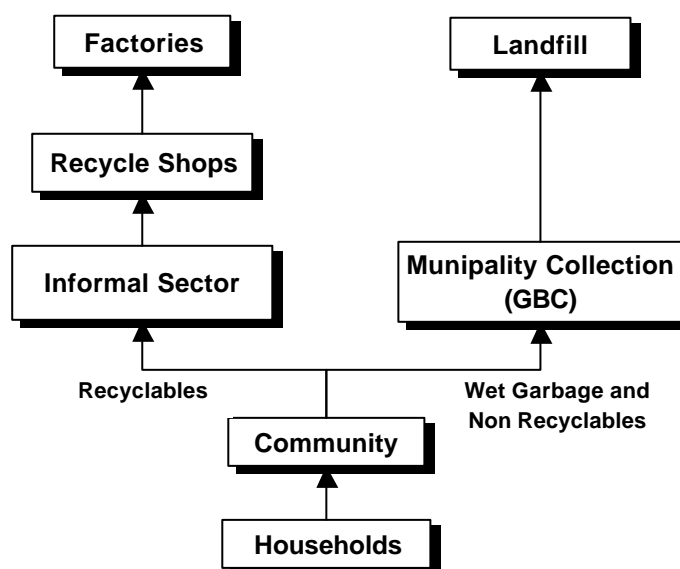 Factories
Landfill
Recycle Shops
Informal Sector
Munipality Collection
(GBC)
Recyclables
Wet Garbage and
Non Recyclables
Community
Households